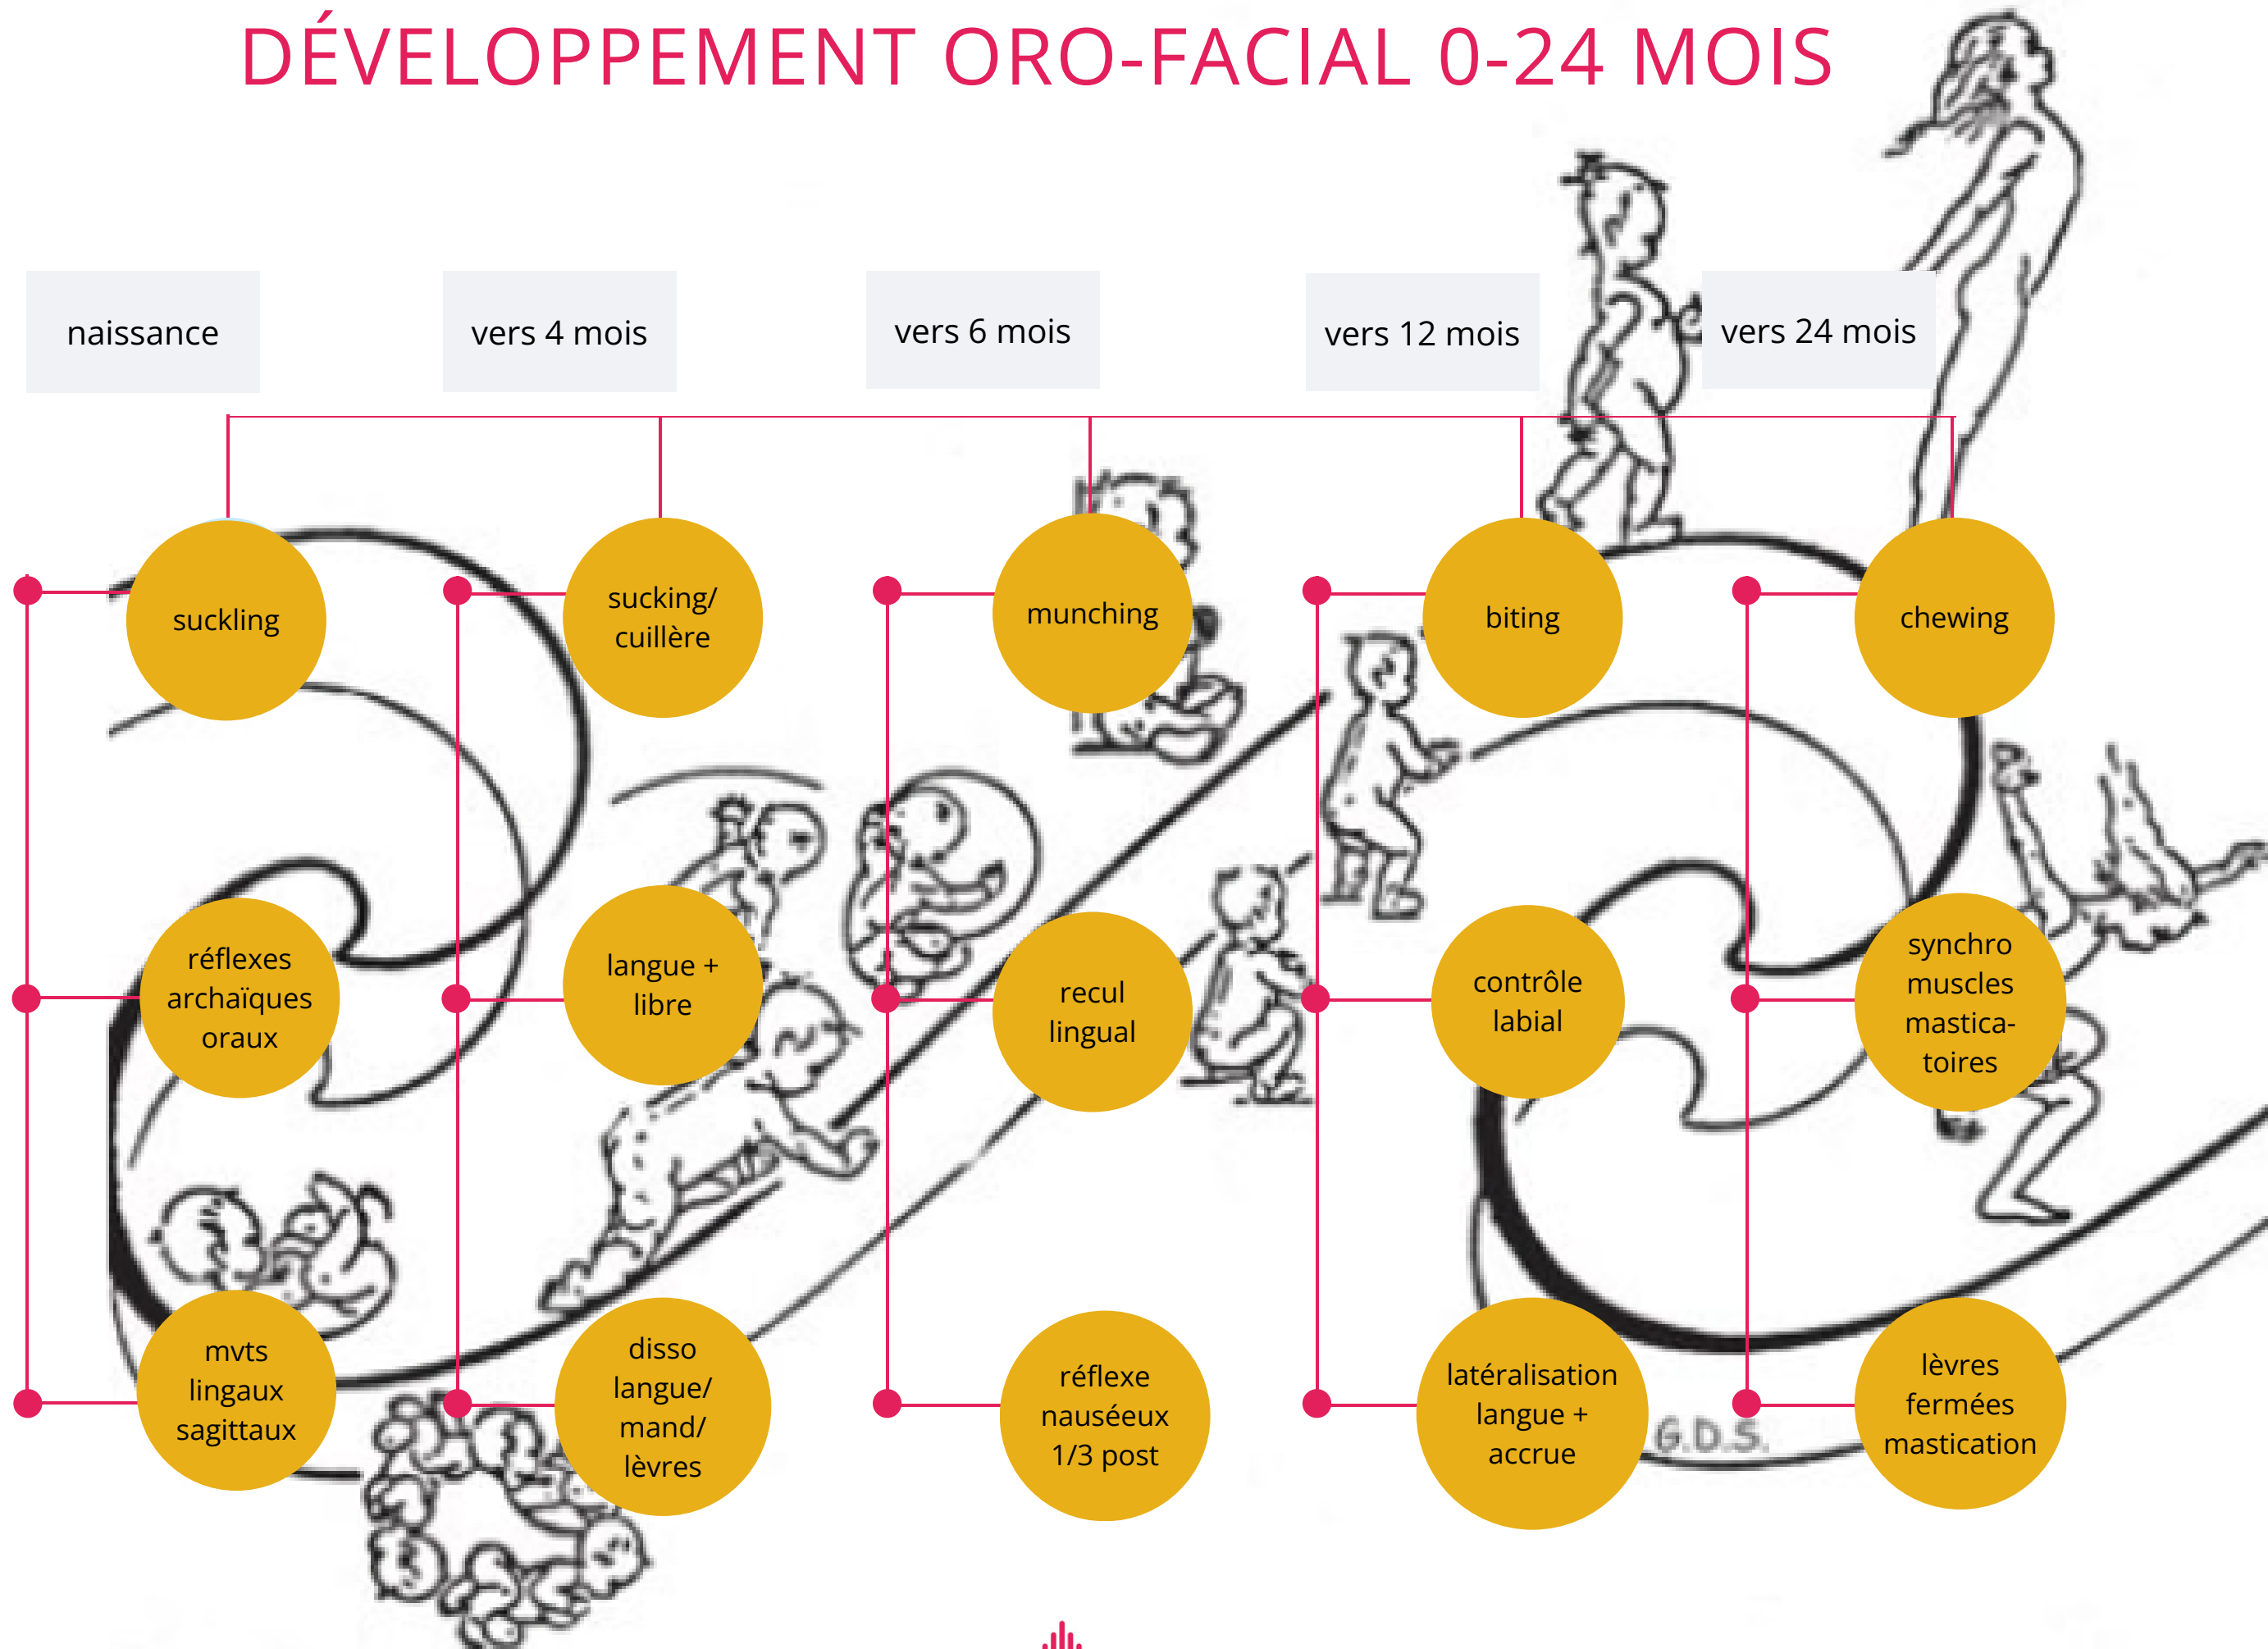 DÉVELOPPEMENT ORO-FACIAL 0-24 MOIS
naissance
vers 4 mois
vers 6 mois
vers 12 mois
vers 24 mois
suckling
sucking/
cuillère
munching
biting
chewing
réflexes
archaïques
oraux
langue +
libre
recul
lingual
contrôle
labial
synchro
muscles
mastica-
toires
mvts
lingaux
sagittaux
disso
langue/
mand/
lèvres
réflexe
nauséeux
1/3 post
latéralisation
langue +
accrue
lèvres
fermées
mastication
G.D.S.